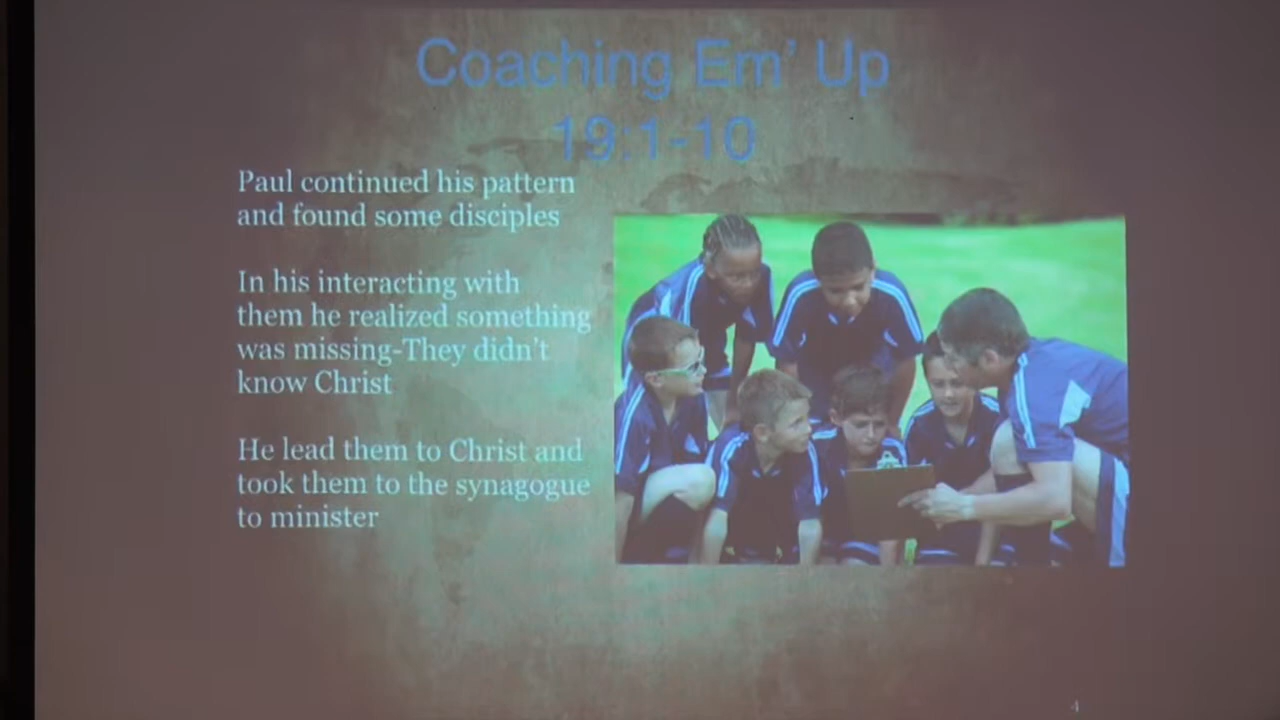 Coaching Em' Up
19:1-10
Paul continued his pattern
and found some disciples
In his interacting with
them he realized something
was missing-They didn't
know Christ
He lead them to Christ and
took them to the synagogue
to minister
4